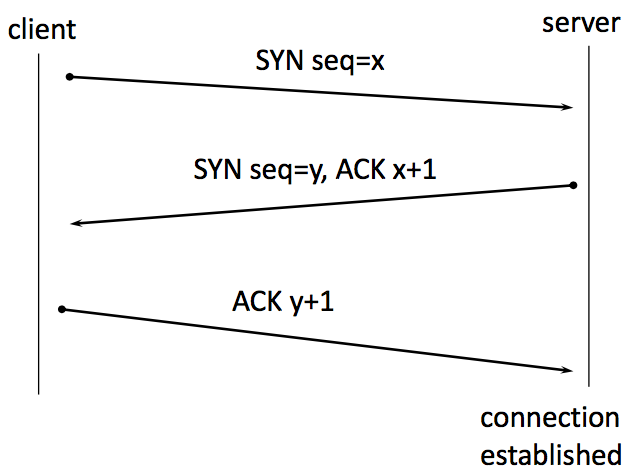 client
server
SYN seq=x
SYN seq=y, ACK x+1
ACK y+1
connection
established